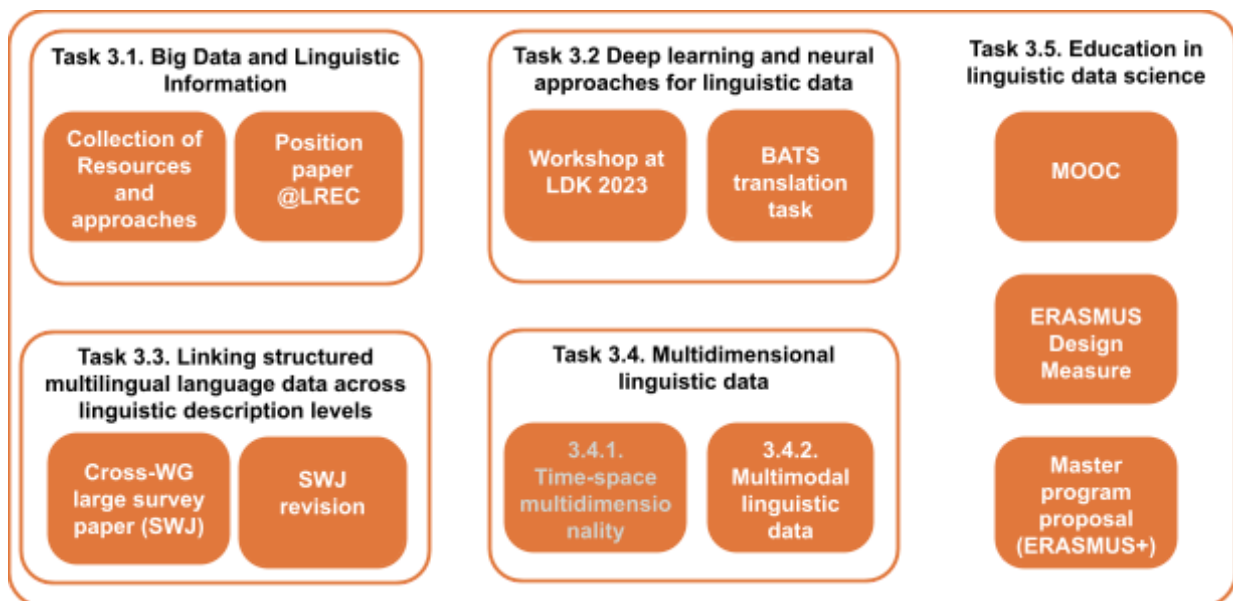 Task 3.1. Big Data and Linguistic
Information
Collection of
Resources
and
approaches
Position
paper
@LREC
Task 3.2 Deep learning and neural
approaches for linguistic data
Workshop at
LDK 2023
BATS
translation
task
Task 3.5. Education in
linguistic data science
MOOC
ERASMUS
Design
Measure
Master
program
proposal
(ERASMUS+)
Task 3.3. Linking structured
multilingual language data across
linguistic description levels
Cross-WG
large survey
paper (SWJ)
SWJ
revision
Task 3.4. Multidimensional
linguistic data
3.4.1.
Time-space
multidimensio
nality
3.4.2.
Multimodal
linguistic
data